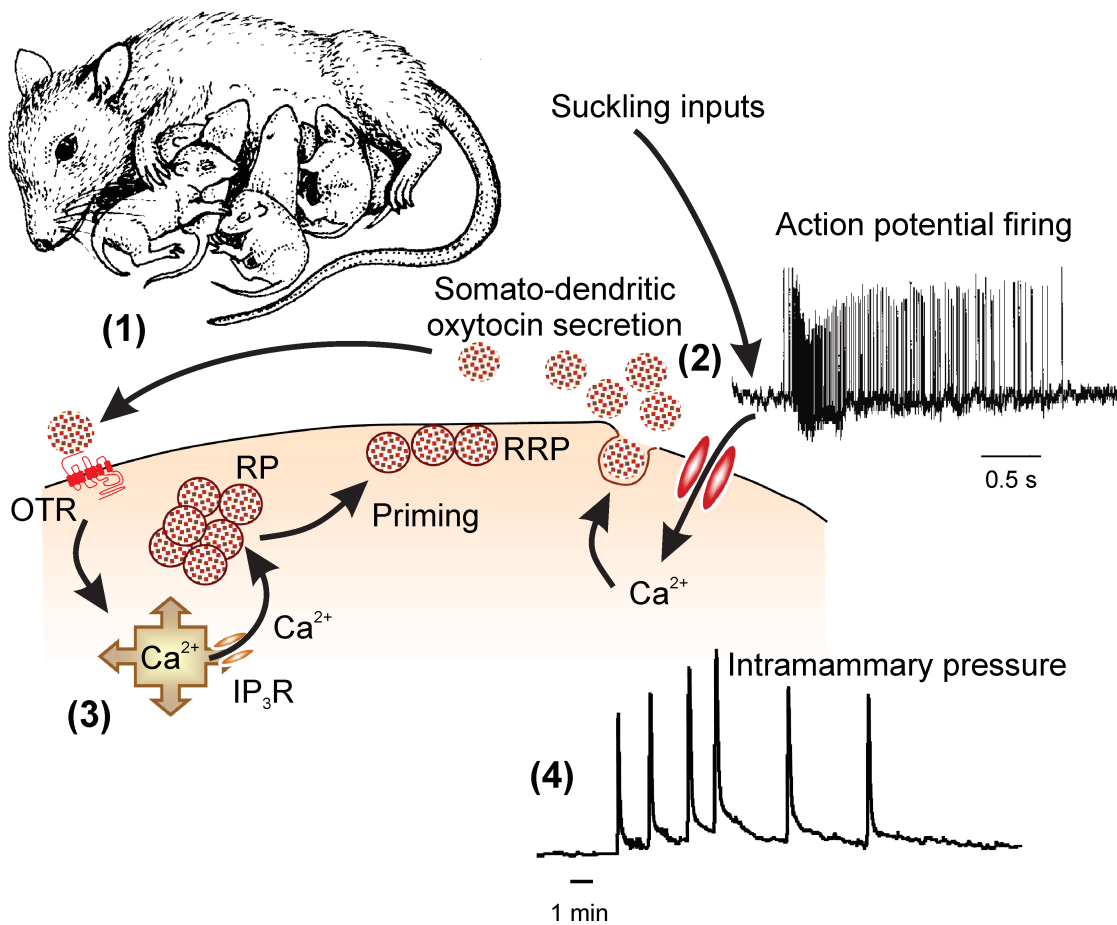 Suckling inputs
Action potential firing
Somato-dendritic
oxytocin secretion
(1)
(2)
0.5 s
OTR
RP
RRP
Priming
Ca²⁺
Ca²⁺
Ca²⁺
IP₃R
(3)
Intramammary pressure
(4)
1 min